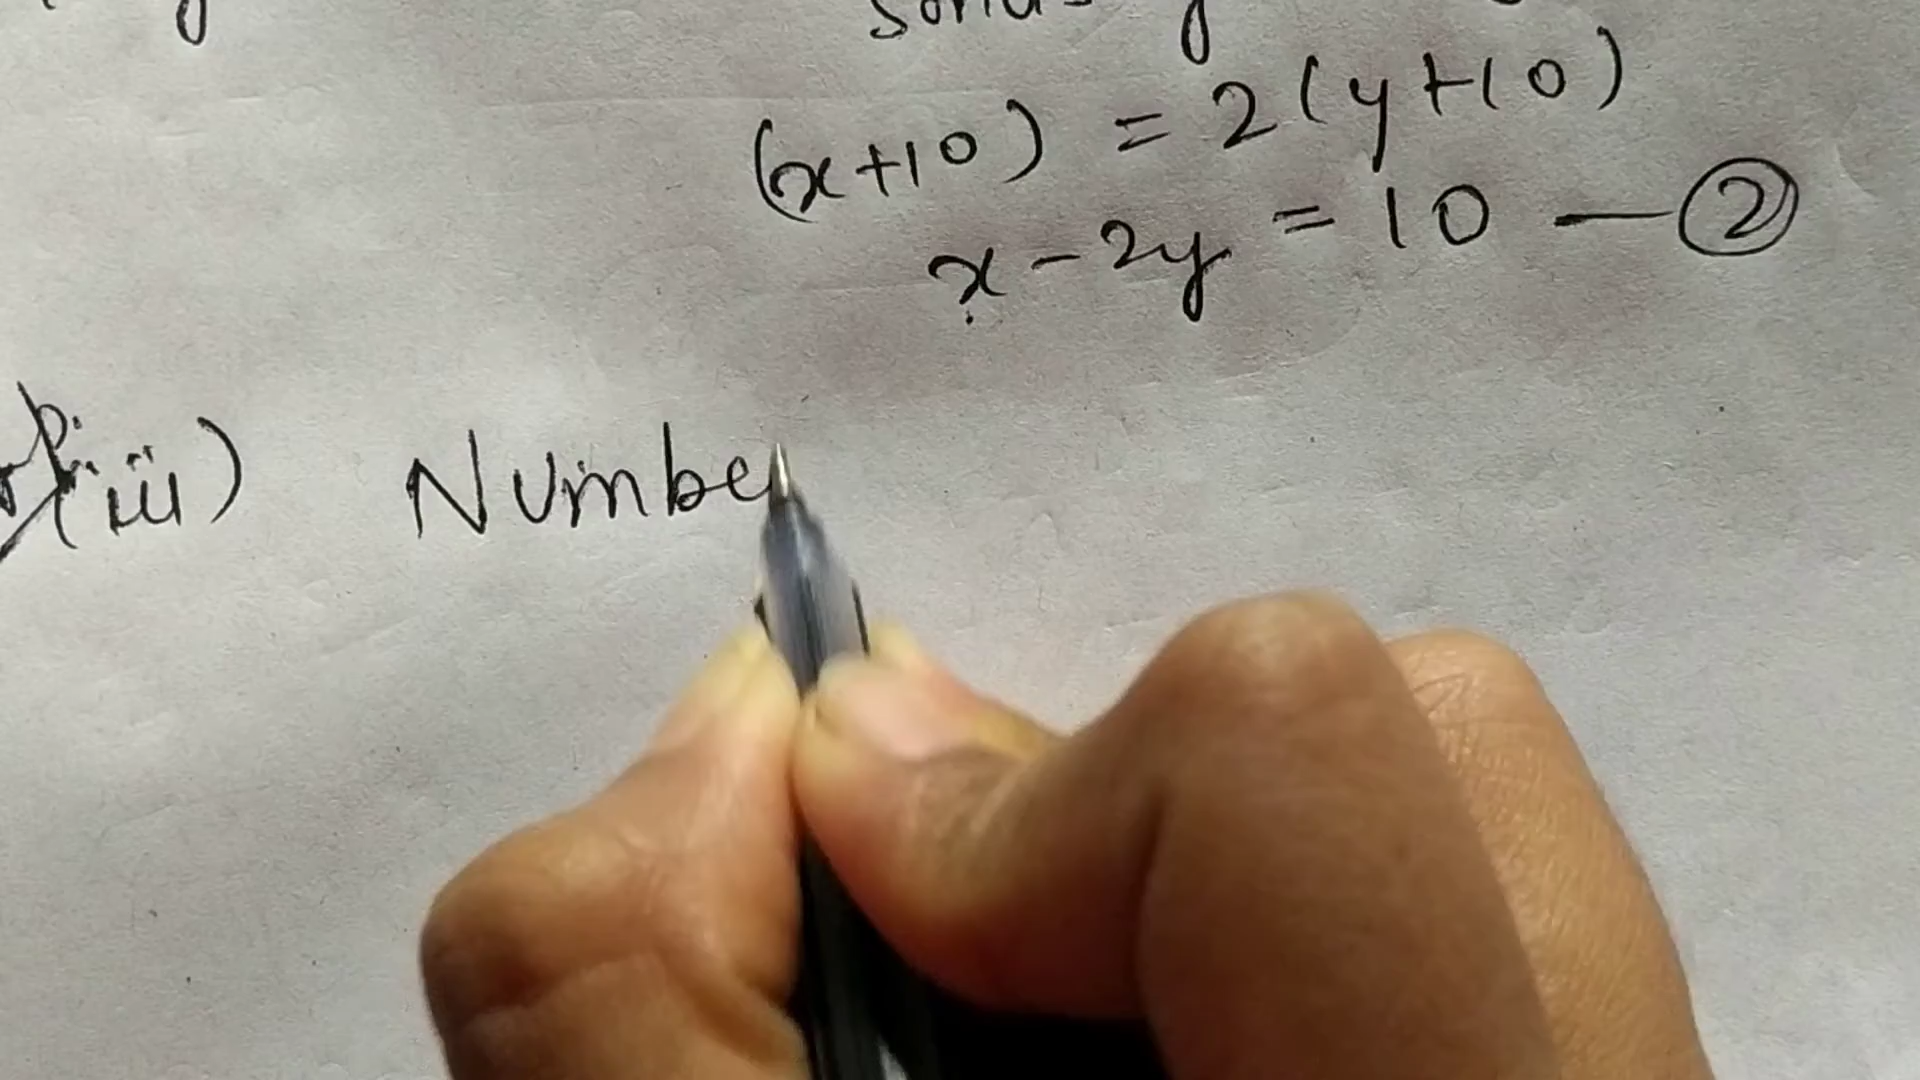 (x+10) = 2(y+10)
x - 2y = 10 — ②
(iii) Numbe